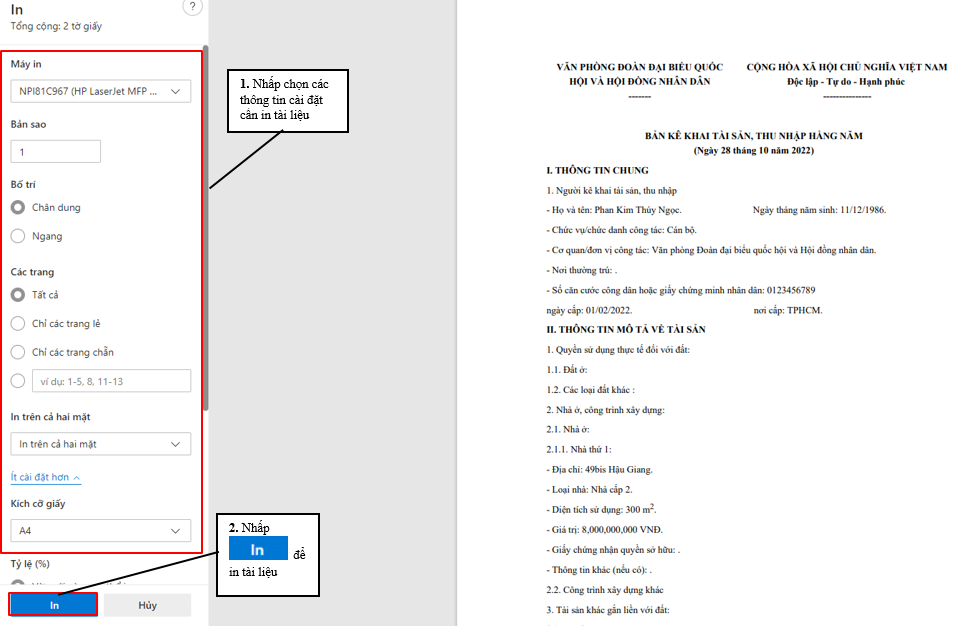 In
?
Tổng cộng: 2 tờ giấy
Máy in
NPI81C967 (HP LaserJet MFP ...
Bản sao
1
Bố trí
Chân dung
Ngang
Các trang
Tất cả
Chỉ các trang lẻ
Chỉ các trang chẵn
ví dụ: 1-5, 8, 11-13
In trên cả hai mặt
In trên cả hai mặt
Ít cài đặt hơn
Kích cỡ giấy
A4
Tỷ lệ (%)
In
Hủy
1. Nhấp chọn các
thông tin cài đặt
cần in tài liệu
2. Nhấp
In để
in tài liệu
VĂN PHÒNG ĐOÀN ĐẠI BIỂU QUỐC
HỘI VÀ HỘI ĐỒNG NHÂN DÂN
-------
CỘNG HÒA XÃ HỘI CHỦ NGHĨA VIỆT NAM
Độc lập - Tự do - Hạnh phúc
---------------
BẢN KÊ KHAI TÀI SẢN, THU NHẬP HÀNG NĂM
(Ngày 28 tháng 10 năm 2022)
I. THÔNG TIN CHUNG
1. Người kê khai tài sản, thu nhập
- Họ và tên: Phan Kim Thúy Ngọc. Ngày tháng năm sinh: 11/12/1986.
- Chức vụ/chức danh công tác: Cán bộ.
- Cơ quan/đơn vị công tác: Văn phòng Đoàn đại biểu quốc hội và Hội đồng nhân dân.
- Nơi thường trú: .
- Số căn cước công dân hoặc giấy chứng minh nhân dân: 0123456789
ngày cấp: 01/02/2022. nơi cấp: TPHCM.
II. THÔNG TIN MÔ TẢ VỀ TÀI SẢN
1. Quyền sử dụng thực tế đối với đất:
1.1. Đất ở:
1.2. Các loại đất khác :
2. Nhà ở, công trình xây dựng:
2.1. Nhà ở:
2.1.1. Nhà thứ 1:
- Địa chỉ: 49bis Hậu Giang.
- Loại nhà: Nhà cấp 2.
- Diện tích sử dụng: 300 m².
- Giá trị: 8,000,000,000 VNĐ.
- Giấy chứng nhận quyền sở hữu: .
- Thông tin khác (nếu có): .
2.2. Công trình xây dựng khác
3. Tài sản khác gắn liền với đất: